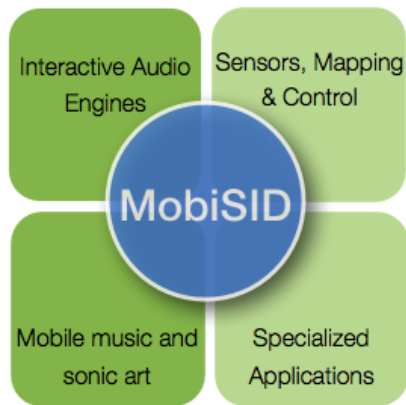 Interactive Audio
Engines
Sensors, Mapping
& Control
MobiSID
Mobile music and
sonic art
Specialized
Applications